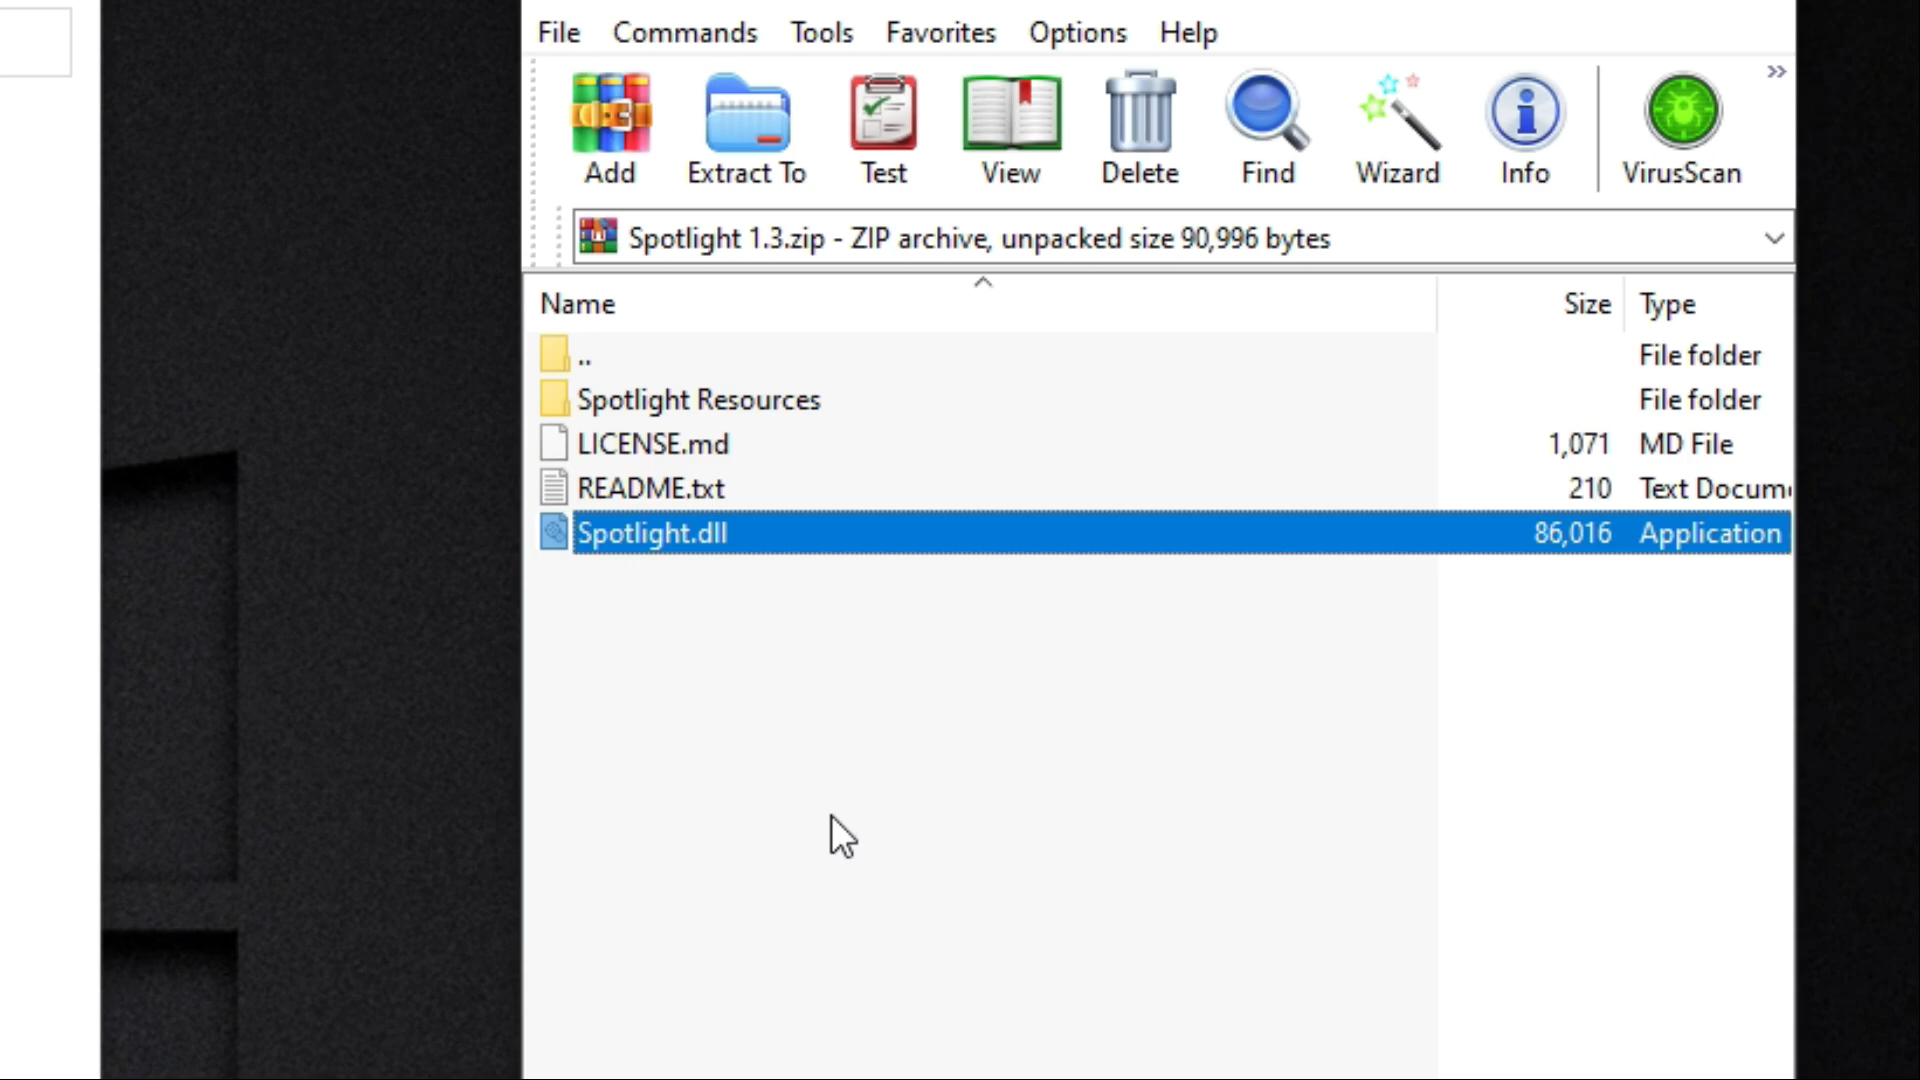 File Commands Tools Favorites Options Help
Add Extract To Test View Delete Find Wizard Info VirusScan
Spotlight 1.3.zip - ZIP archive, unpacked size 90,996 bytes
Name Size Type
.. File folder
Spotlight Resources File folder
LICENSE.md 1,071 MD File
README.txt 210 Text Docum
Spotlight.dll 86,016 Application